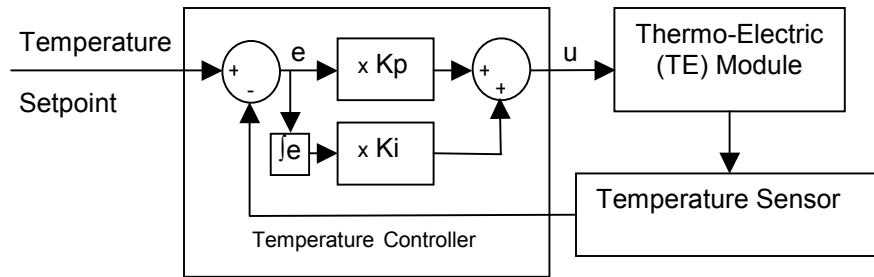 Temperature
Setpoint
+
-
e
x Kp
∫e
x Ki
+
+
u
Thermo-Electric
(TE) Module
Temperature Sensor
Temperature Controller